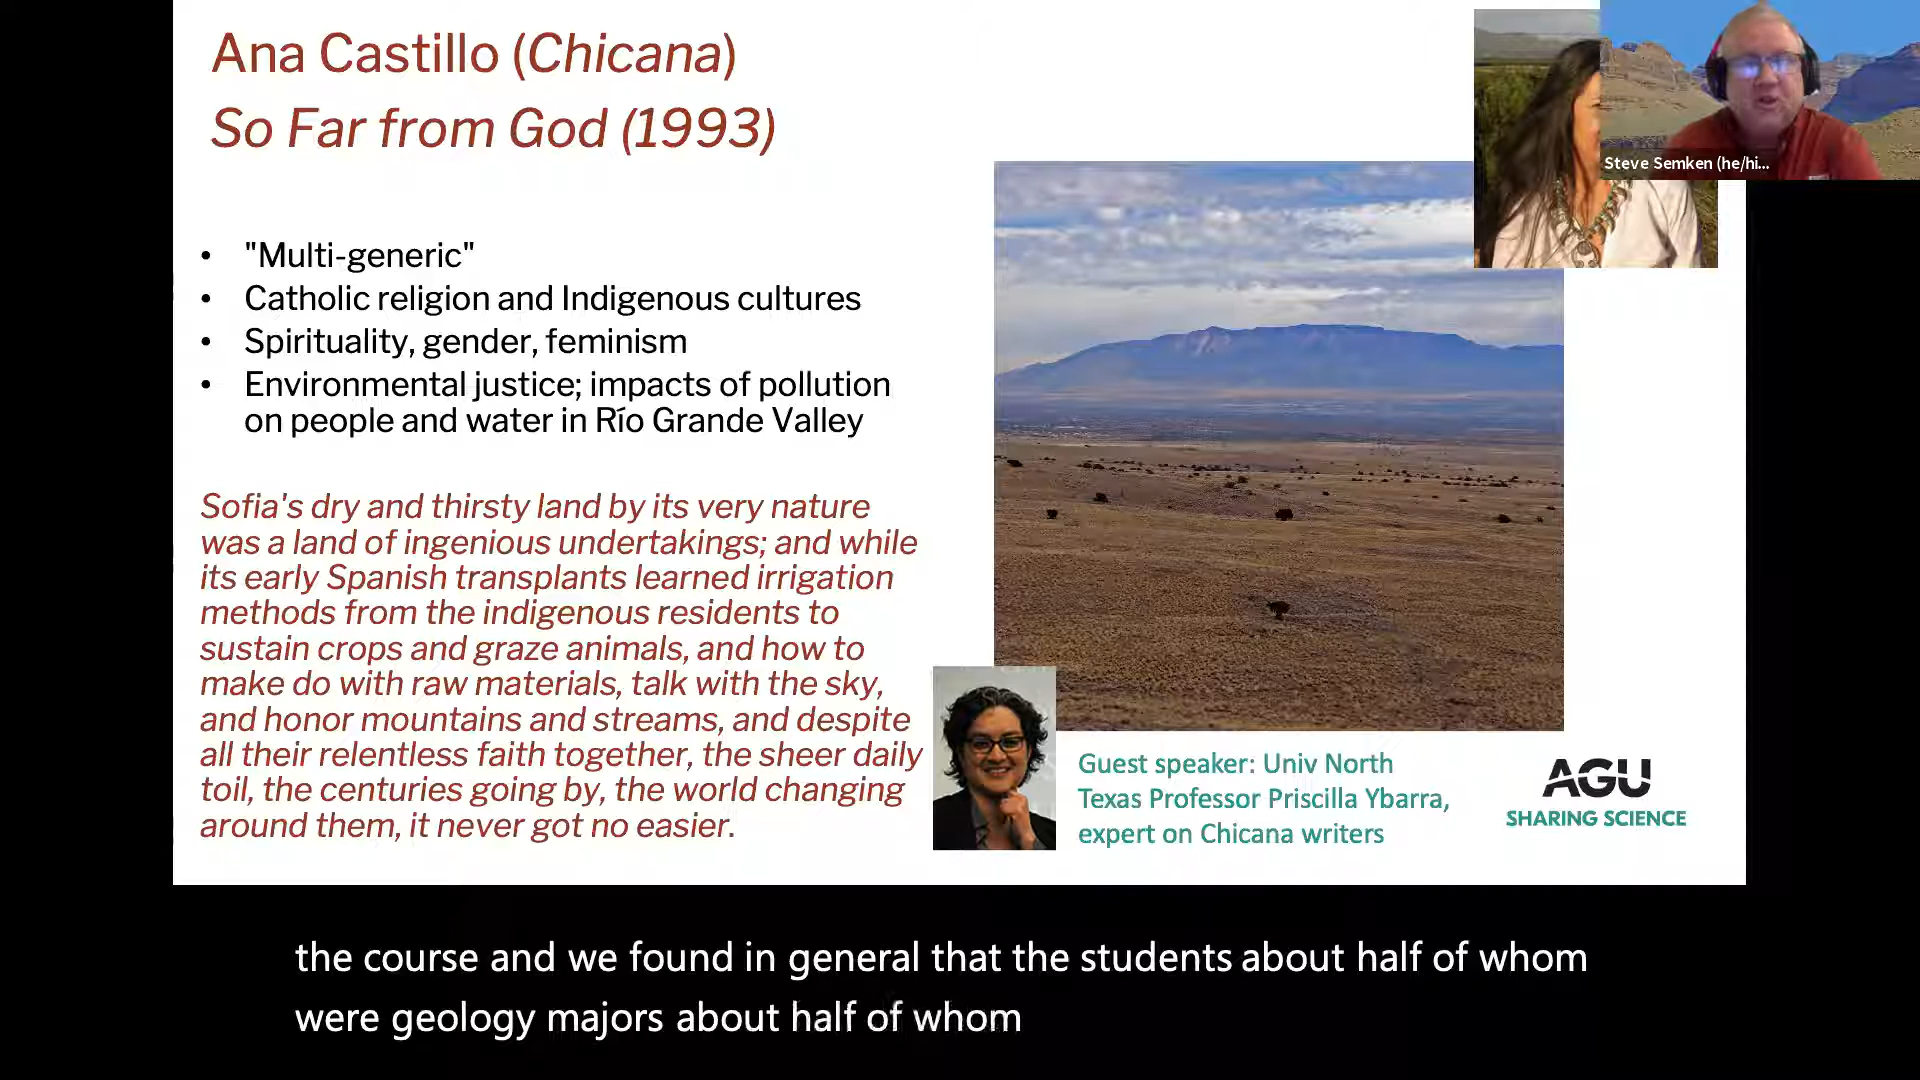 Ana Castillo (Chicana)
So Far from God (1993)
Steve Semken (he/hi...
• "Multi-generic"
• Catholic religion and Indigenous cultures
• Spirituality, gender, feminism
• Environmental justice; impacts of pollution
on people and water in Río Grande Valley
Sofia's dry and thirsty land by its very nature
was a land of ingenious undertakings; and while
its early Spanish transplants learned irrigation
methods from the indigenous residents to
sustain crops and graze animals, and how to
make do with raw materials, talk with the sky,
and honor mountains and streams, and despite
all their relentless faith together, the sheer daily
toil, the centuries going by, the world changing
around them, it never got no easier.
Guest speaker: Univ North
Texas Professor Priscilla Ybarra,
expert on Chicana writers
AGU
SHARING SCIENCE
the course and we found in general that the students about half of whom
were geology majors about half of whom